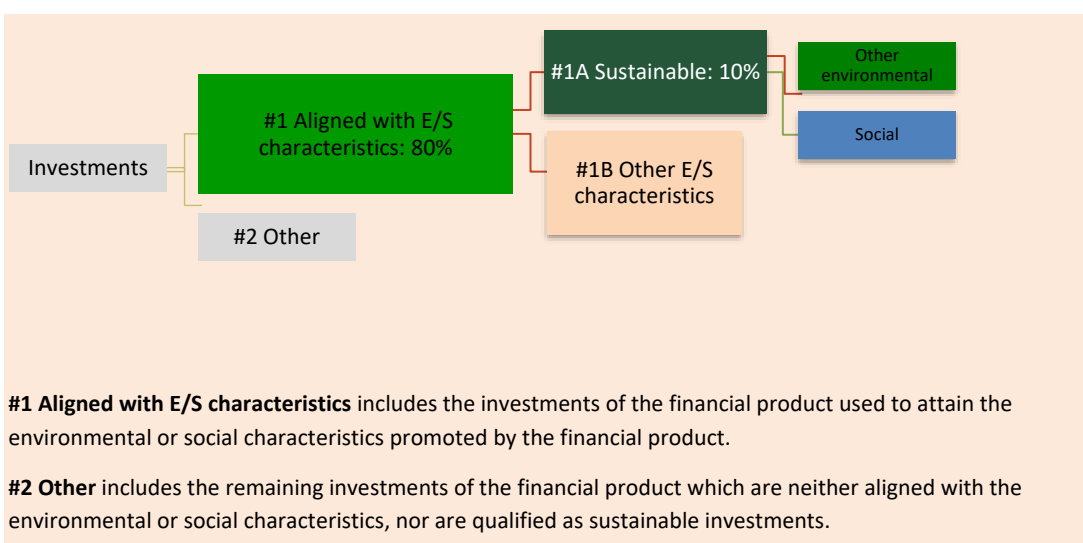 Investments
#1 Aligned with E/S
characteristics: 80%
#2 Other
#1A Sustainable: 10%
#1B Other E/S
characteristics
Other
environmental
Social
#1 Aligned with E/S characteristics includes the investments of the financial product used to attain the
environmental or social characteristics promoted by the financial product.
#2 Other includes the remaining investments of the financial product which are neither aligned with the
environmental or social characteristics, nor are qualified as sustainable investments.